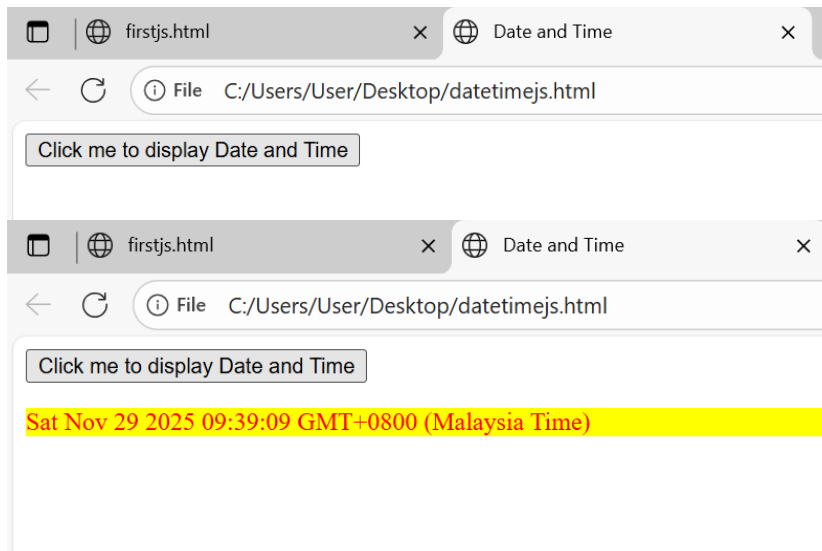 firstjs.html
Date and Time
File C:/Users/User/Desktop/datetimejs.html
Click me to display Date and Time
firstjs.html
Date and Time
File C:/Users/User/Desktop/datetimejs.html
Click me to display Date and Time
Sat Nov 29 2025 09:39:09 GMT+0800 (Malaysia Time)